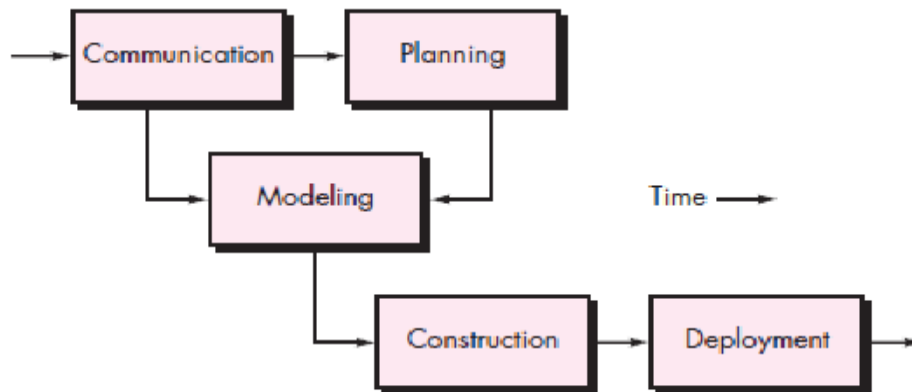 Communication
Planning
Modeling
Time
Construction
Deployment